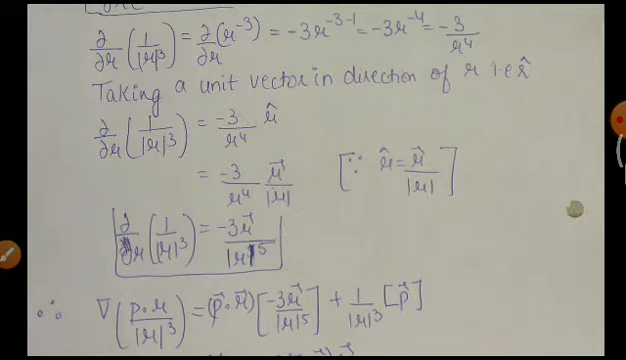 ∂/∂r (1/|r|³) = ∂/∂r (r⁻³) = -3r⁻³⁻¹ = -3r⁻⁴ = -3/r⁴
Taking a unit vector in direction of r i.e r̂
∂/∂r (1/|r|³) = -3/r⁴ r̂
= -3/r⁴ r⃗/|r| [∵ r̂ = r⃗/|r|]
∂/∂r (1/|r|³) = -3r⃗/|r|⁵
∴ ∇(p·r/|r|³) = (p⃗·r⃗) [-3r⃗/|r|⁵] + 1/|r|³ [p⃗]